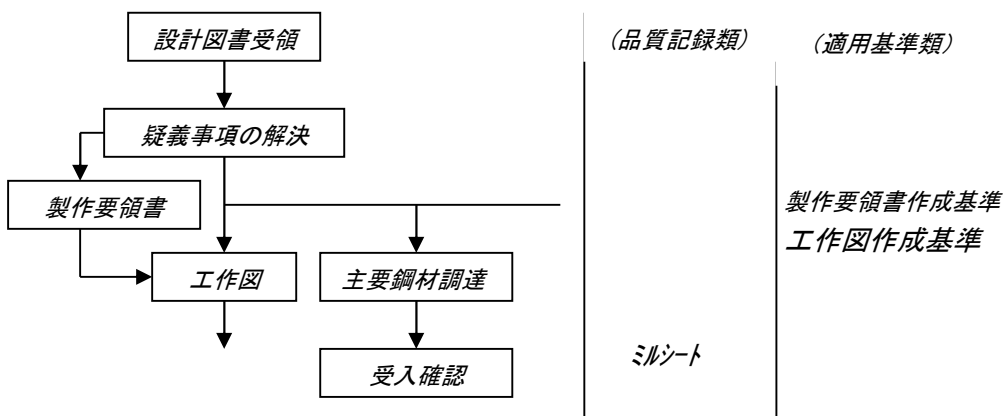 設計図書受領
(品質記録類)
(適用基準類)
疑義事項の解決
製作要領書
製作要領書作成基準
工作図作成基準
工作図
主要鋼材調達
ﾐﾙｼｰﾄ
受入確認